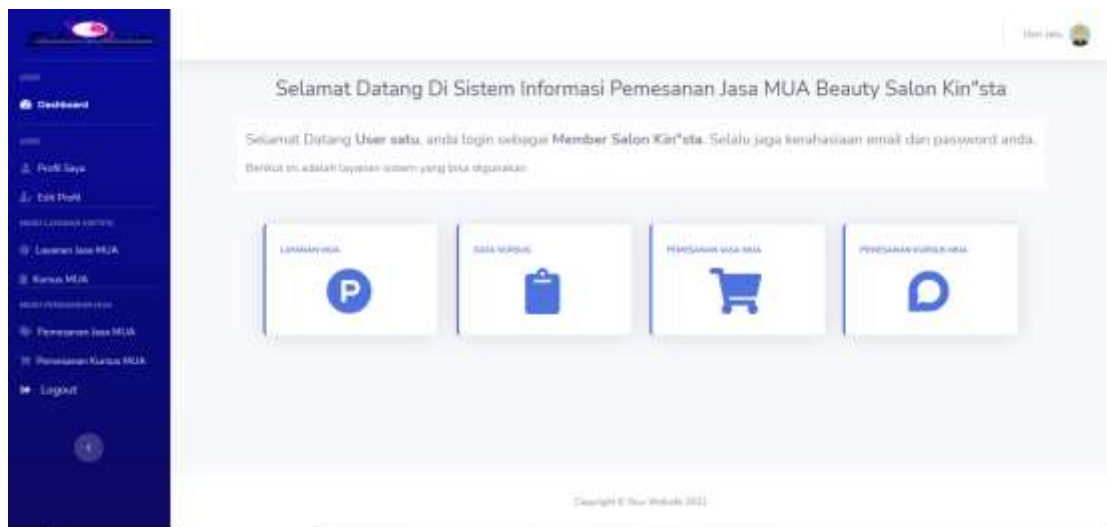 User satu
USER
Dashboard
USER
Profil Saya
Edit Profil
Layanan Jasa MUA
Kursus MUA
Pemesanan Jasa MUA
Pemesanan Kursus MUA
Logout
Selamat Datang Di Sistem Informasi Pemesanan Jasa MUA Beauty Salon Kin"sta
Selamat Datang User satu, anda login sebagai Member Salon Kin"sta. Selalu jaga kerahasiaan email dan password anda.
Berikut ini adalah layanan sistem yang bisa digunakan
LAYANAN MUA
DATA KURSUS
PEMESANAN JASA MUA
PEMESANAN KURSUS MUA
Copyright © Your Website 2021